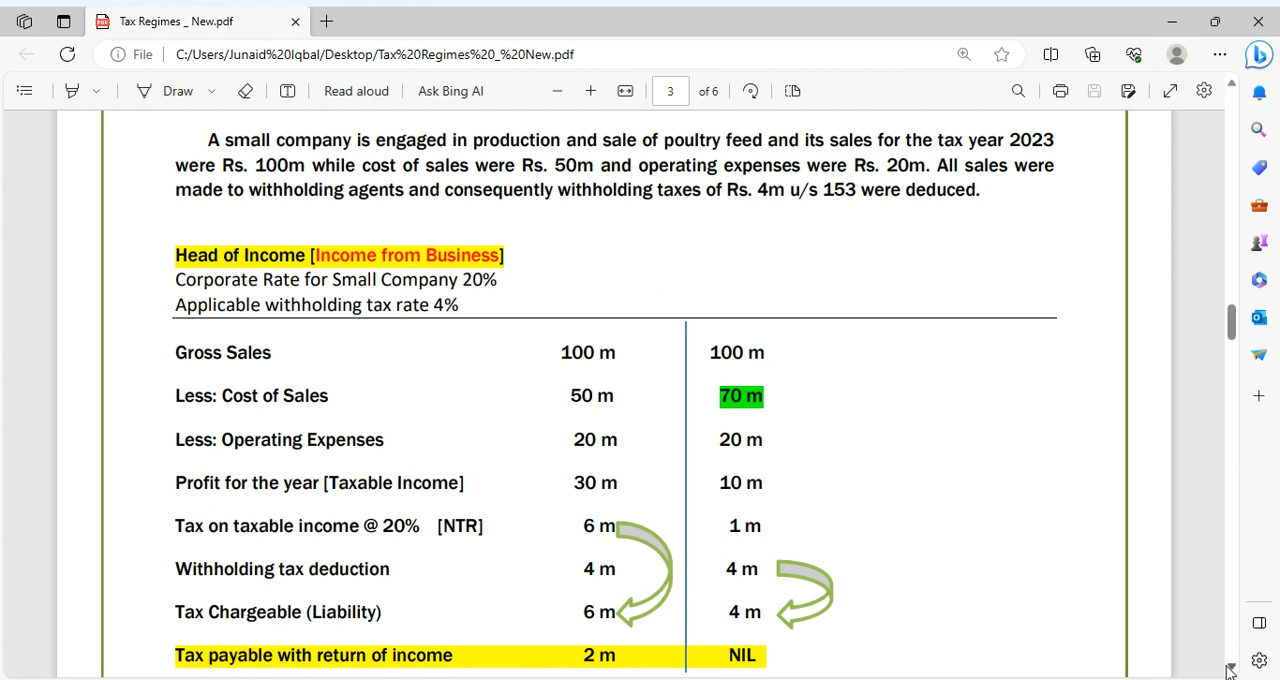 Tax Regimes _ New.pdf
File
C:/Users/Junaid%20Iqbal/Desktop/Tax%20Regimes%20_%20New.pdf
Draw
Read aloud
Ask Bing AI
3
of 6
A small company is engaged in production and sale of poultry feed and its sales for the tax year 2023
were Rs. 100m while cost of sales were Rs. 50m and operating expenses were Rs. 20m. All sales were
made to withholding agents and consequently withholding taxes of Rs. 4m u/s 153 were deduced.
Head of Income [Income from Business]
Corporate Rate for Small Company 20%
Applicable withholding tax rate 4%
Gross Sales 100 m 100 m
Less: Cost of Sales 50 m 70 m
Less: Operating Expenses 20 m 20 m
Profit for the year [Taxable Income] 30 m 10 m
Tax on taxable income @ 20% [NTR] 6 m 1 m
Withholding tax deduction 4 m 4 m
Tax Chargeable (Liability) 6 m 4 m
Tax payable with return of income 2 m NIL